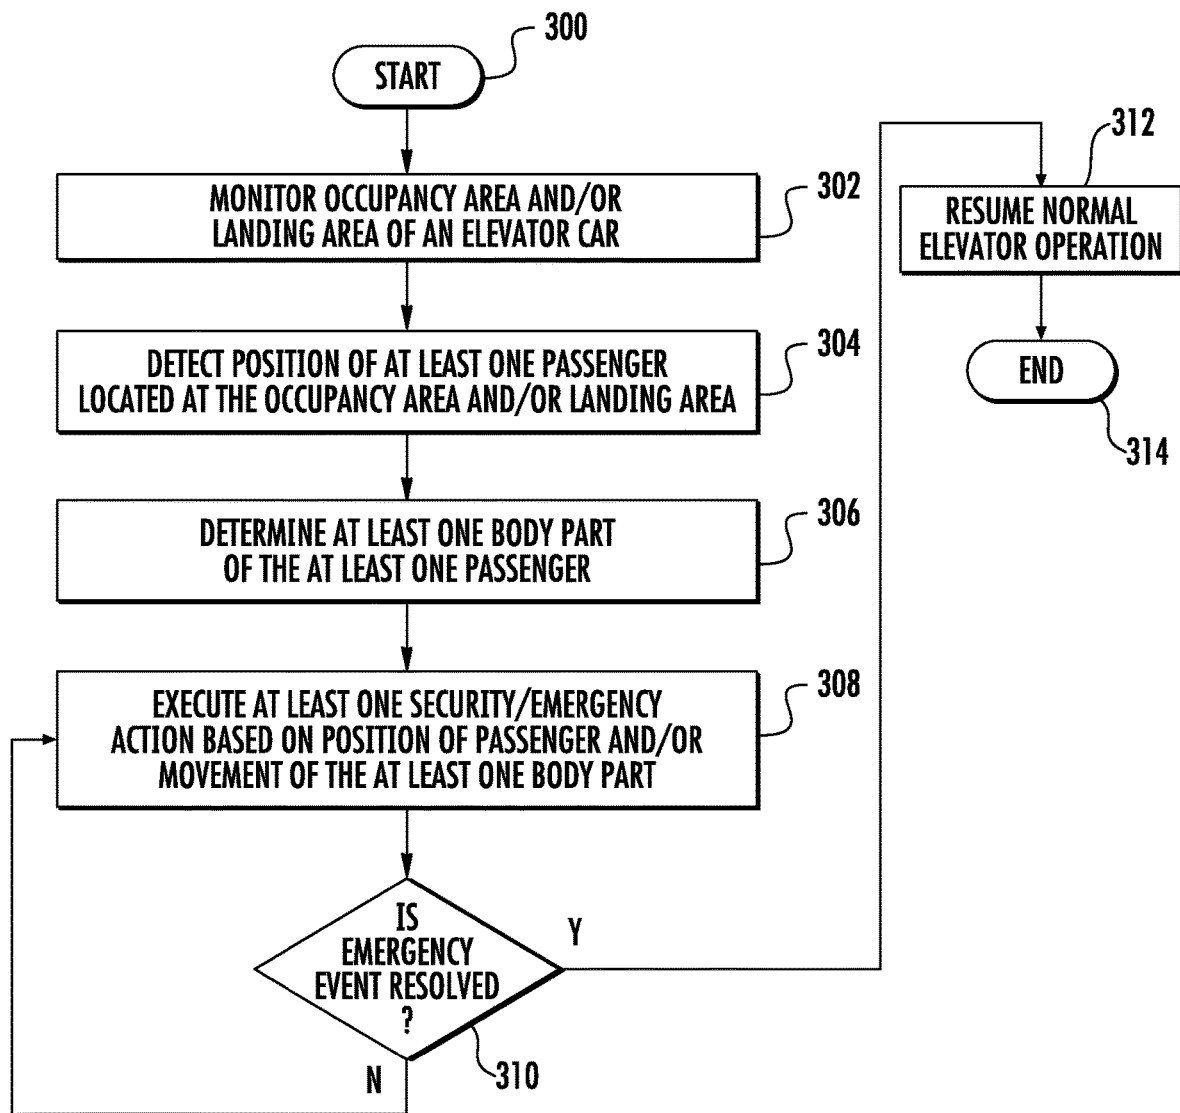 300
START
MONITOR OCCUPANCY AREA AND/OR
LANDING AREA OF AN ELEVATOR CAR
302
DETECT POSITION OF AT LEAST ONE PASSENGER
LOCATED AT THE OCCUPANCY AREA AND/OR LANDING AREA
304
DETERMINE AT LEAST ONE BODY PART
OF THE AT LEAST ONE PASSENGER
306
EXECUTE AT LEAST ONE SECURITY/EMERGENCY
ACTION BASED ON POSITION OF PASSENGER AND/OR
MOVEMENT OF THE AT LEAST ONE BODY PART
308
IS
EMERGENCY
EVENT RESOLVED
?
310
Y
N
312
RESUME NORMAL
ELEVATOR OPERATION
END
314